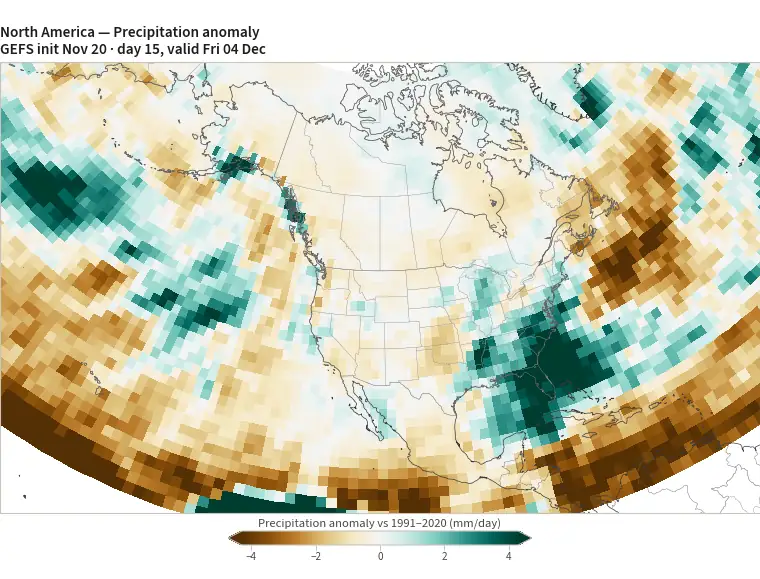 North America — Precipitation anomaly
GEFS init Nov 20 · day 15, valid Fri 04 Dec
Precipitation anomaly vs 1991–2020 (mm/day)
−4 −2 0 2 4